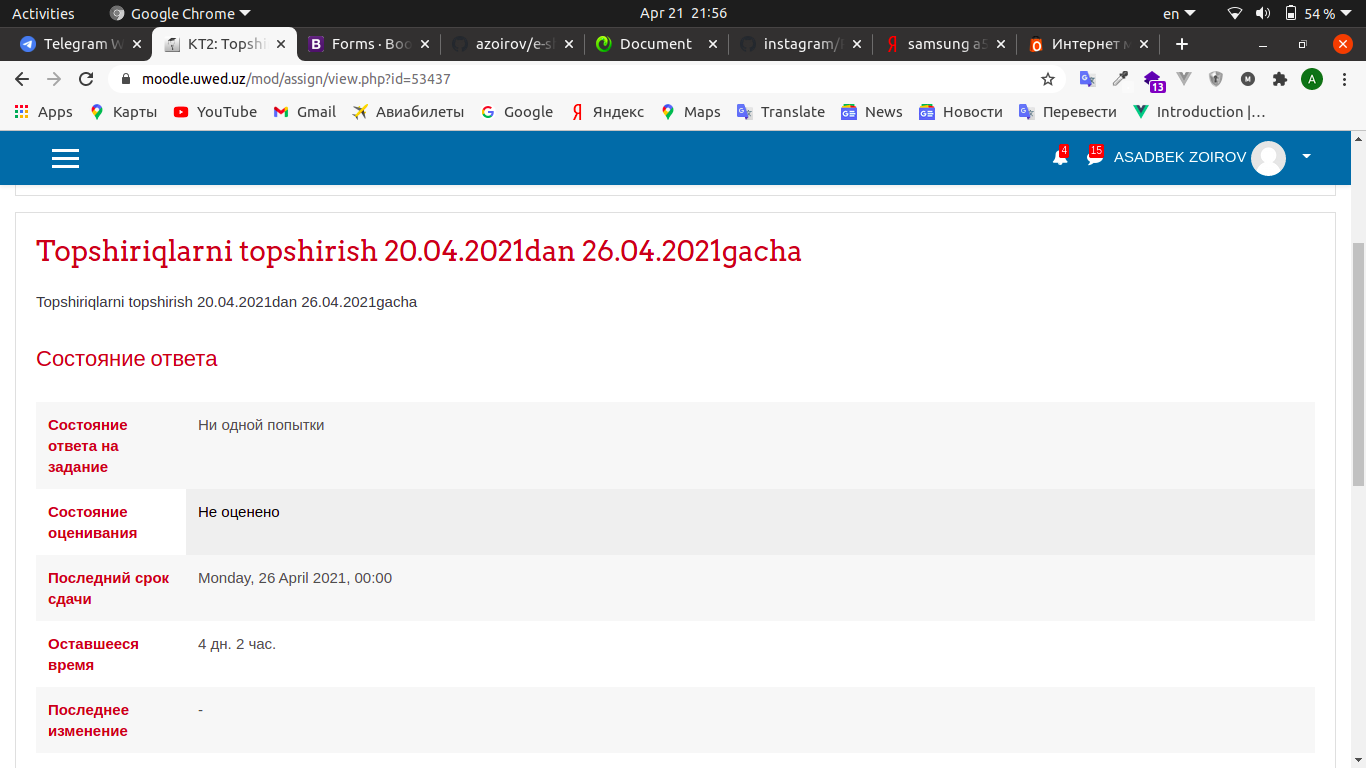 Activities Google Chrome Apr 21 21:56 en 54 %
Telegram W KT2: Topshi Forms · Boo azoirov/e-s Document instagram/ samsung a5 Интернет м
moodle.uwed.uz/mod/assign/view.php?id=53437 13 M A
Apps Карты YouTube Gmail Авиабилеты Google Яндекс Maps Translate News Новости Перевести Introduction |...
4 15 ASADBEK ZOIROV
Topshiriqlarni topshirish 20.04.2021dan 26.04.2021gacha
Topshiriqlarni topshirish 20.04.2021dan 26.04.2021gacha
Состояние ответа
Состояние Ни одной попытки
ответа на
задание
Состояние Не оценено
оценивания
Последний срок Monday, 26 April 2021, 00:00
сдачи
Оставшееся 4 дн. 2 час.
время
Последнее -
изменение